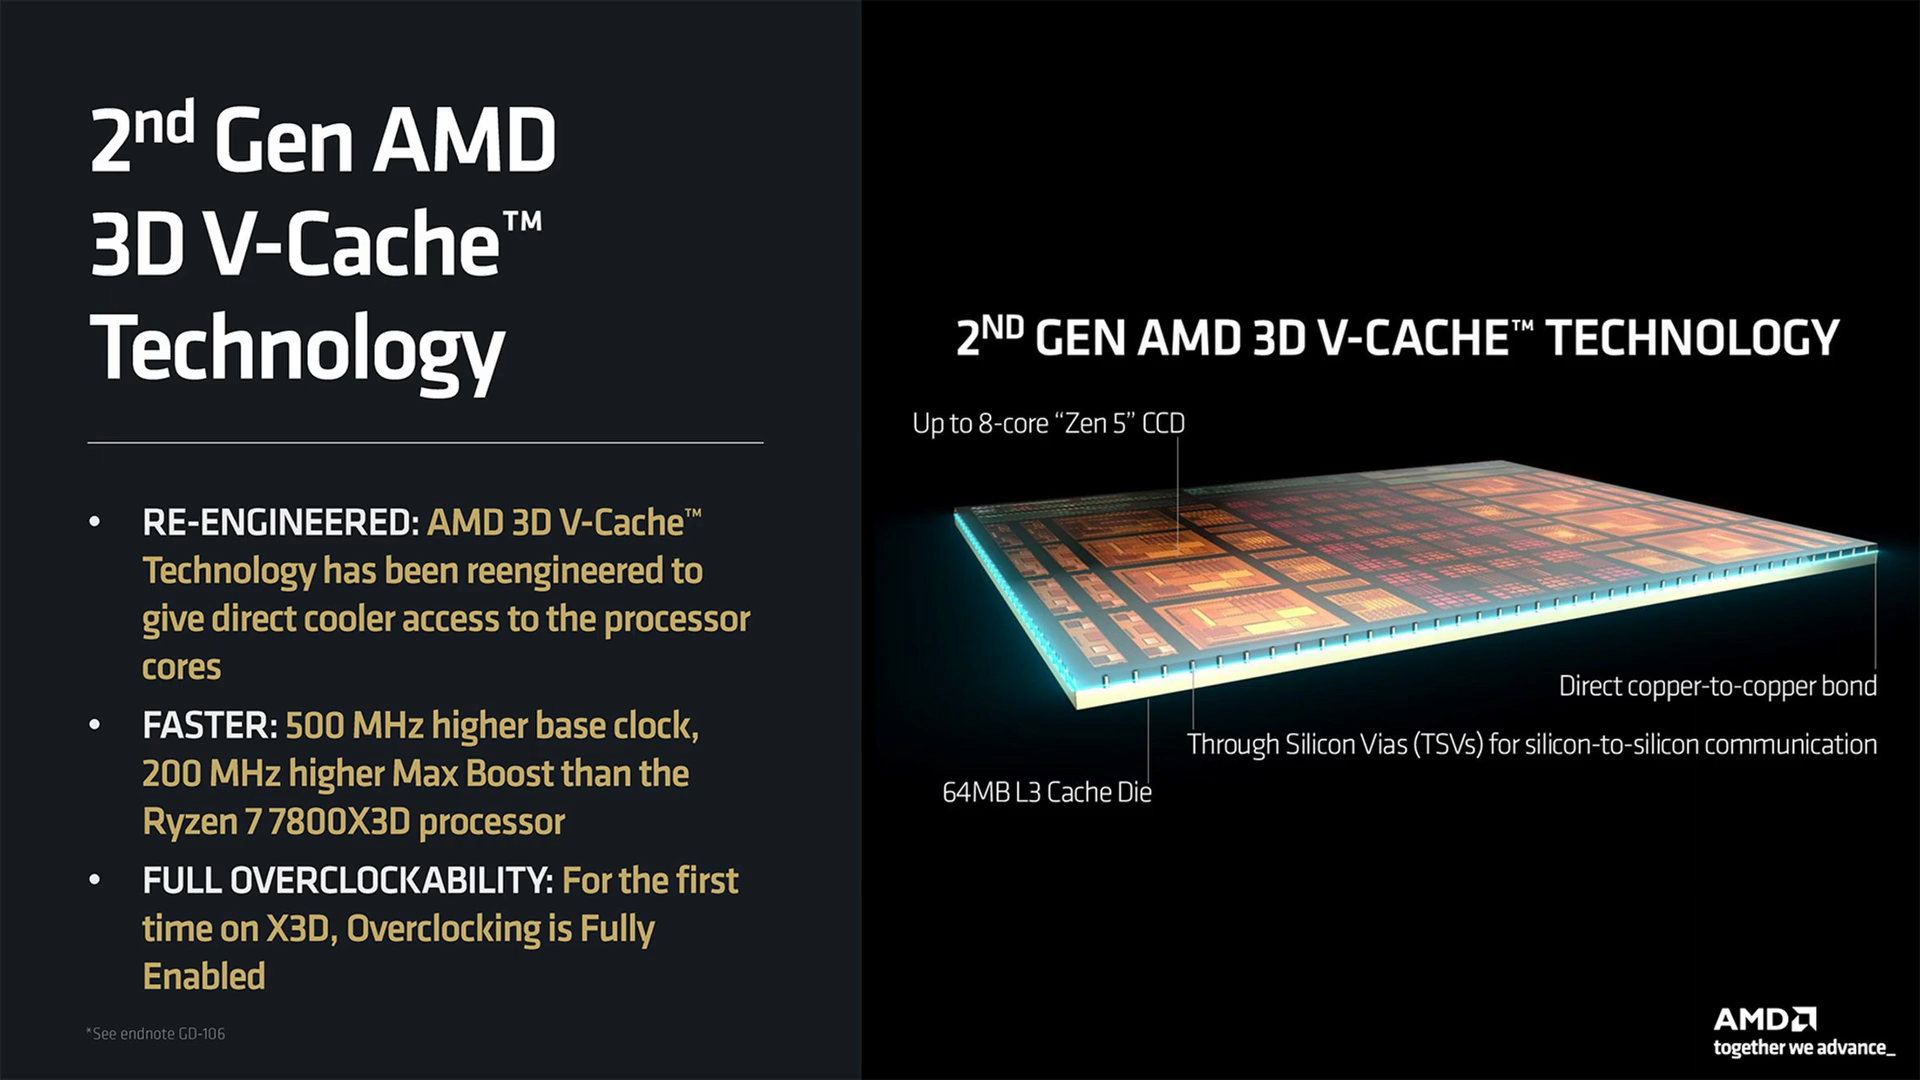 2nd Gen AMD
3D V-Cache™
Technology
• RE-ENGINEERED: AMD 3D V-Cache™
Technology has been reengineered to
give direct cooler access to the processor
cores
• FASTER: 500 MHz higher base clock,
200 MHz higher Max Boost than the
Ryzen 7 7800X3D processor
• FULL OVERCLOCKABILITY: For the first
time on X3D, Overclocking is Fully
Enabled
*See endnote GD-106
2ND GEN AMD 3D V-CACHE™ TECHNOLOGY
Up to 8-core “Zen 5” CCD
Direct copper-to-copper bond
Through Silicon Vias (TSVs) for silicon-to-silicon communication
64MB L3 Cache Die
AMD
together we advance_